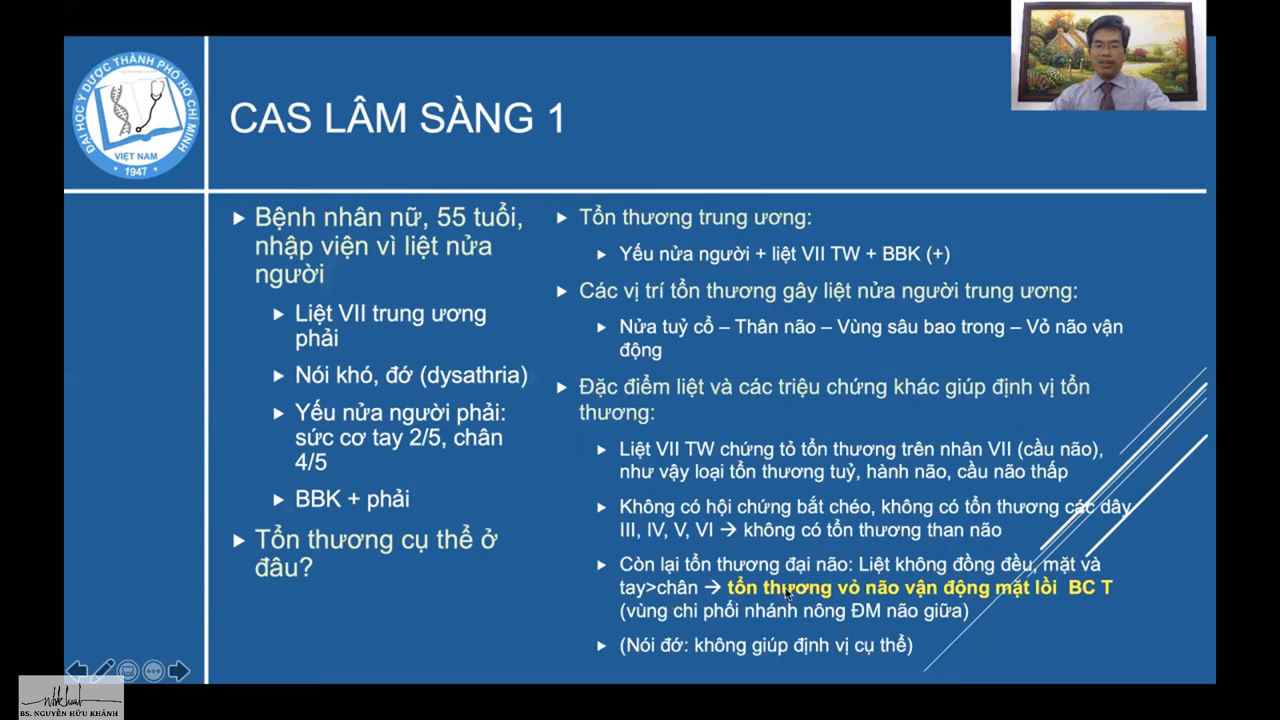 ĐẠI HỌC Y DƯỢC THÀNH PHỐ HỒ CHÍ MINH
VIỆT NAM
1947
CAS LÂM SÀNG 1
Bệnh nhân nữ, 55 tuổi,
nhập viện vì liệt nửa
người
Liệt VII trung ương
phải
Nói khó, đớ (dysathria)
Yếu nửa người phải:
sức cơ tay 2/5, chân
4/5
BBK + phải
Tổn thương cụ thể ở
đâu?
Tổn thương trung ương:
Yếu nửa người + liệt VII TW + BBK (+)
Các vị trí tổn thương gây liệt nửa người trung ương:
Nửa tuỷ cổ – Thân não – Vùng sâu bao trong – Vỏ não vận
động
Đặc điểm liệt và các triệu chứng khác giúp định vị tổn
thương:
Liệt VII TW chứng tỏ tổn thương trên nhân VII (cầu não),
như vậy loại tổn thương tuỷ, hành não, cầu não thấp
Không có hội chứng bắt chéo, không có tổn thương các dây
III, IV, V, VI → không có tổn thương than não
Còn lại tổn thương đại não: Liệt không đồng đều, mặt và
tay>chân → tổn thương vỏ não vận động mặt lồi BC T
(vùng chi phối nhánh nông ĐM não giữa)
(Nói đớ: không giúp định vị cụ thể)
BS. NGUYỄN HỮU KHÁNH